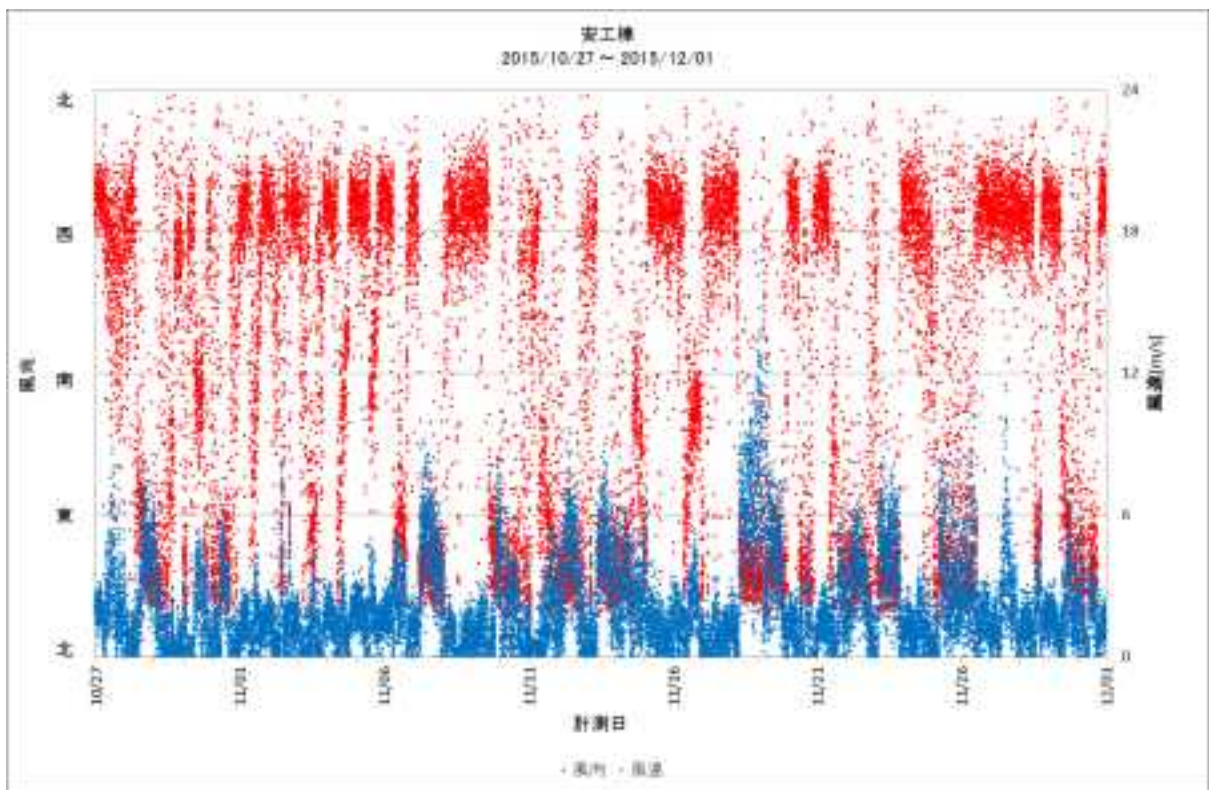 安工棟
2015/10/27 ~ 2015/12/01
北
西
南
東
北
風向
24
18
12
6
0
風速[m/s]
10/27
11/01
11/06
11/11
11/16
11/21
11/26
12/01
計測日
・風向 ・風速